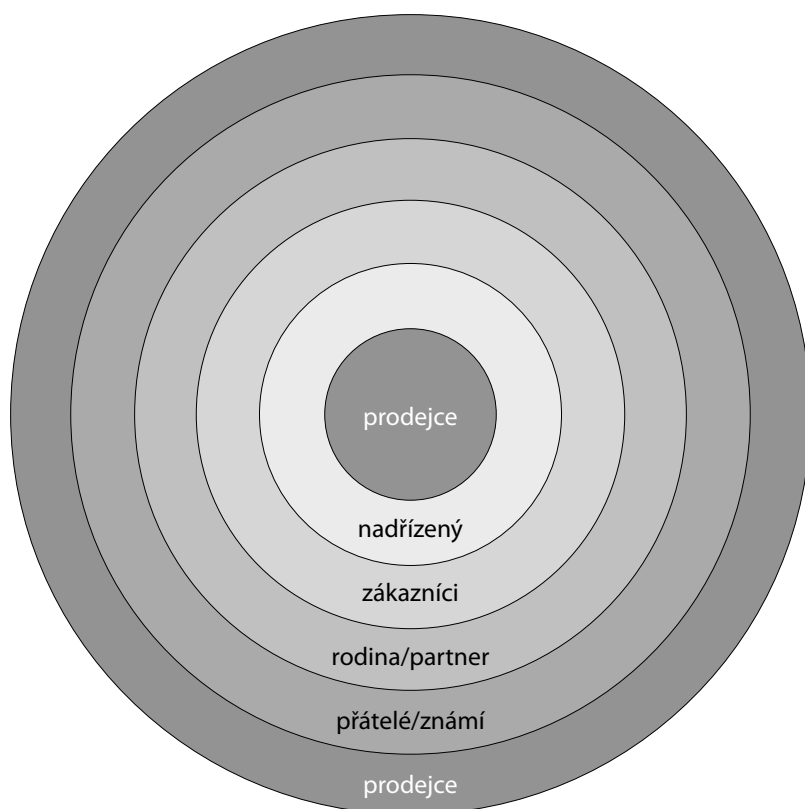 prodejce
nadřízený
zákazníci
rodina/partner
přátelé/známí
prodejce